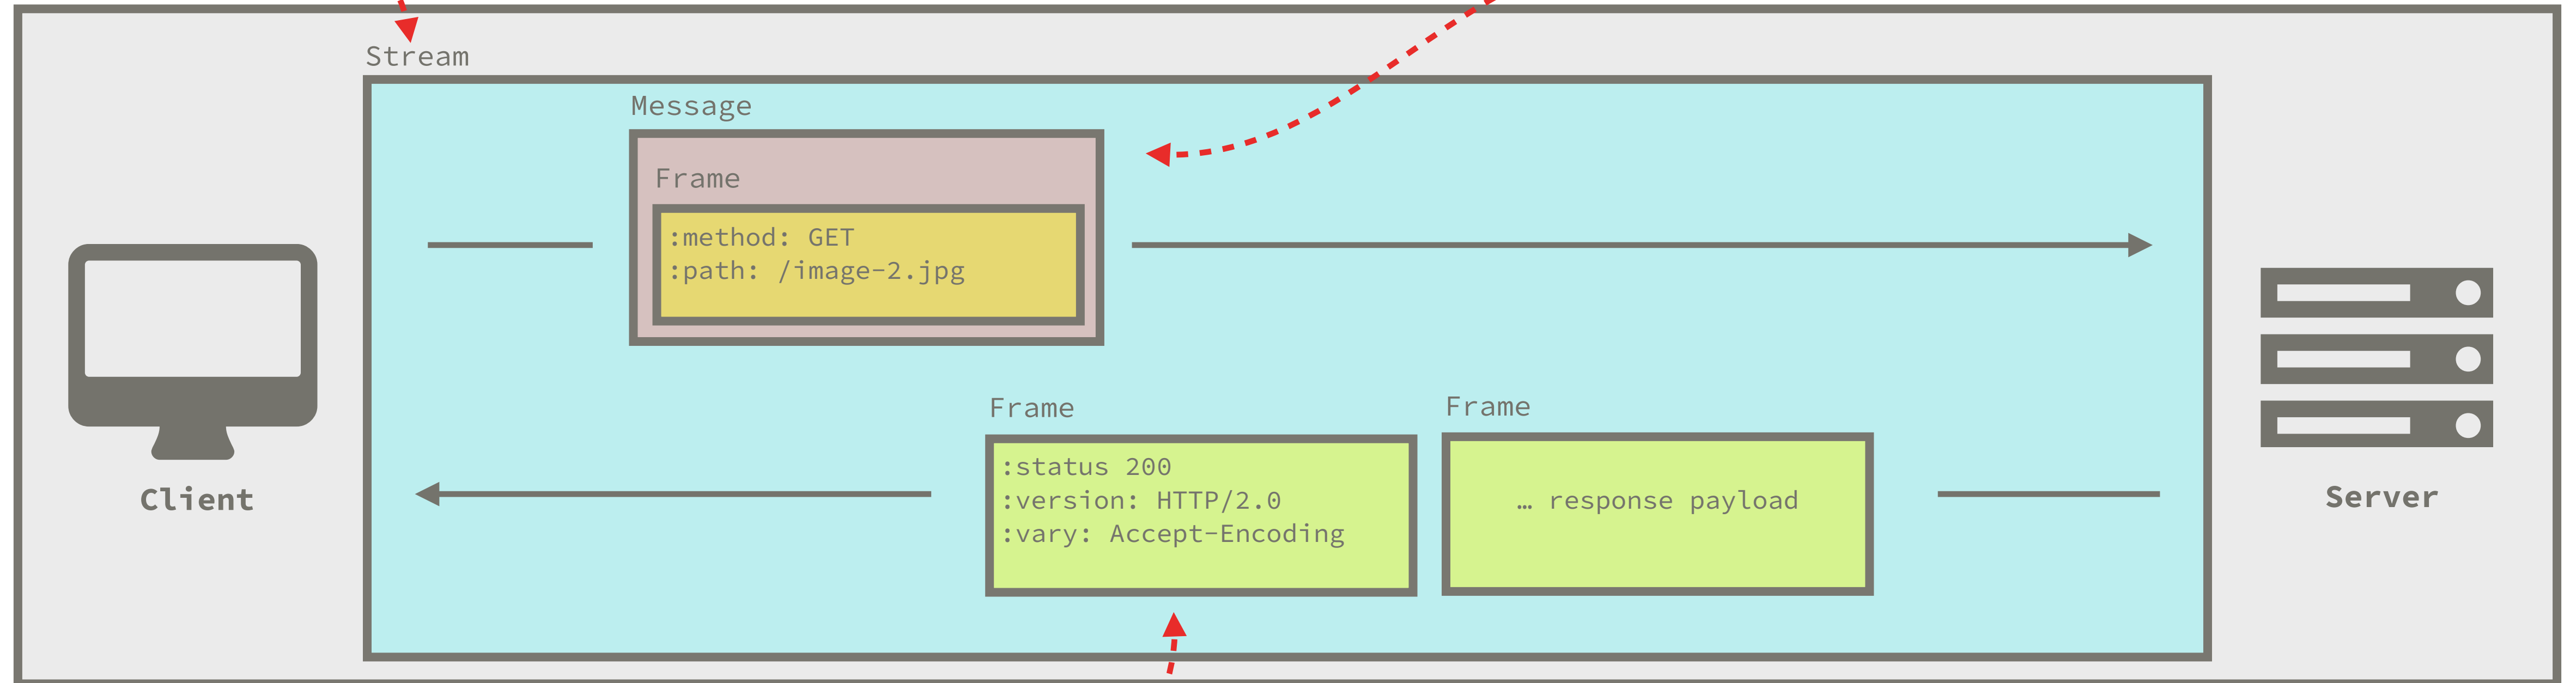 Stream
Message
Frame
:method: GET
:path: /image-2.jpg
Frame
:status 200
:version: HTTP/2.0
:vary: Accept-Encoding
Frame
… response payload
Client
Server